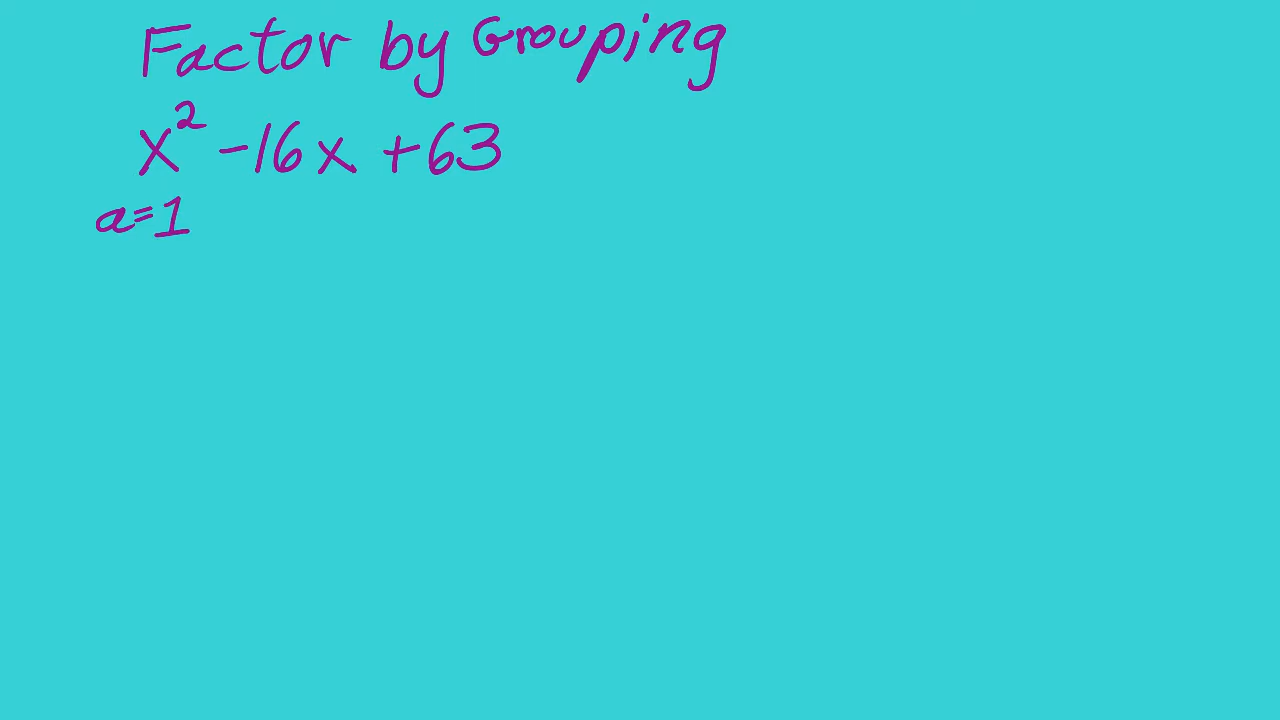 Factor by Grouping
x² -16x +63
a=1